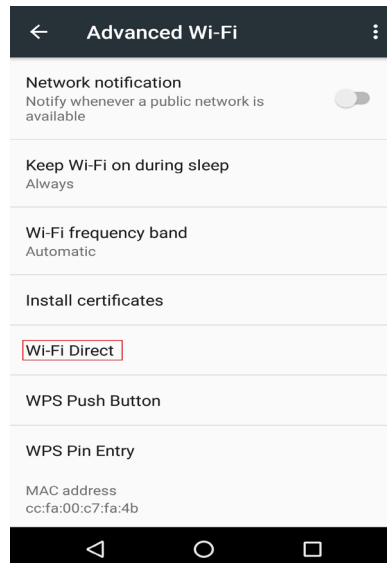 Advanced Wi-Fi
Network notification
Notify whenever a public network is
available
Keep Wi-Fi on during sleep
Always
Wi-Fi frequency band
Automatic
Install certificates
Wi-Fi Direct
WPS Push Button
WPS Pin Entry
MAC address
cc:fa:00:c7:fa:4b